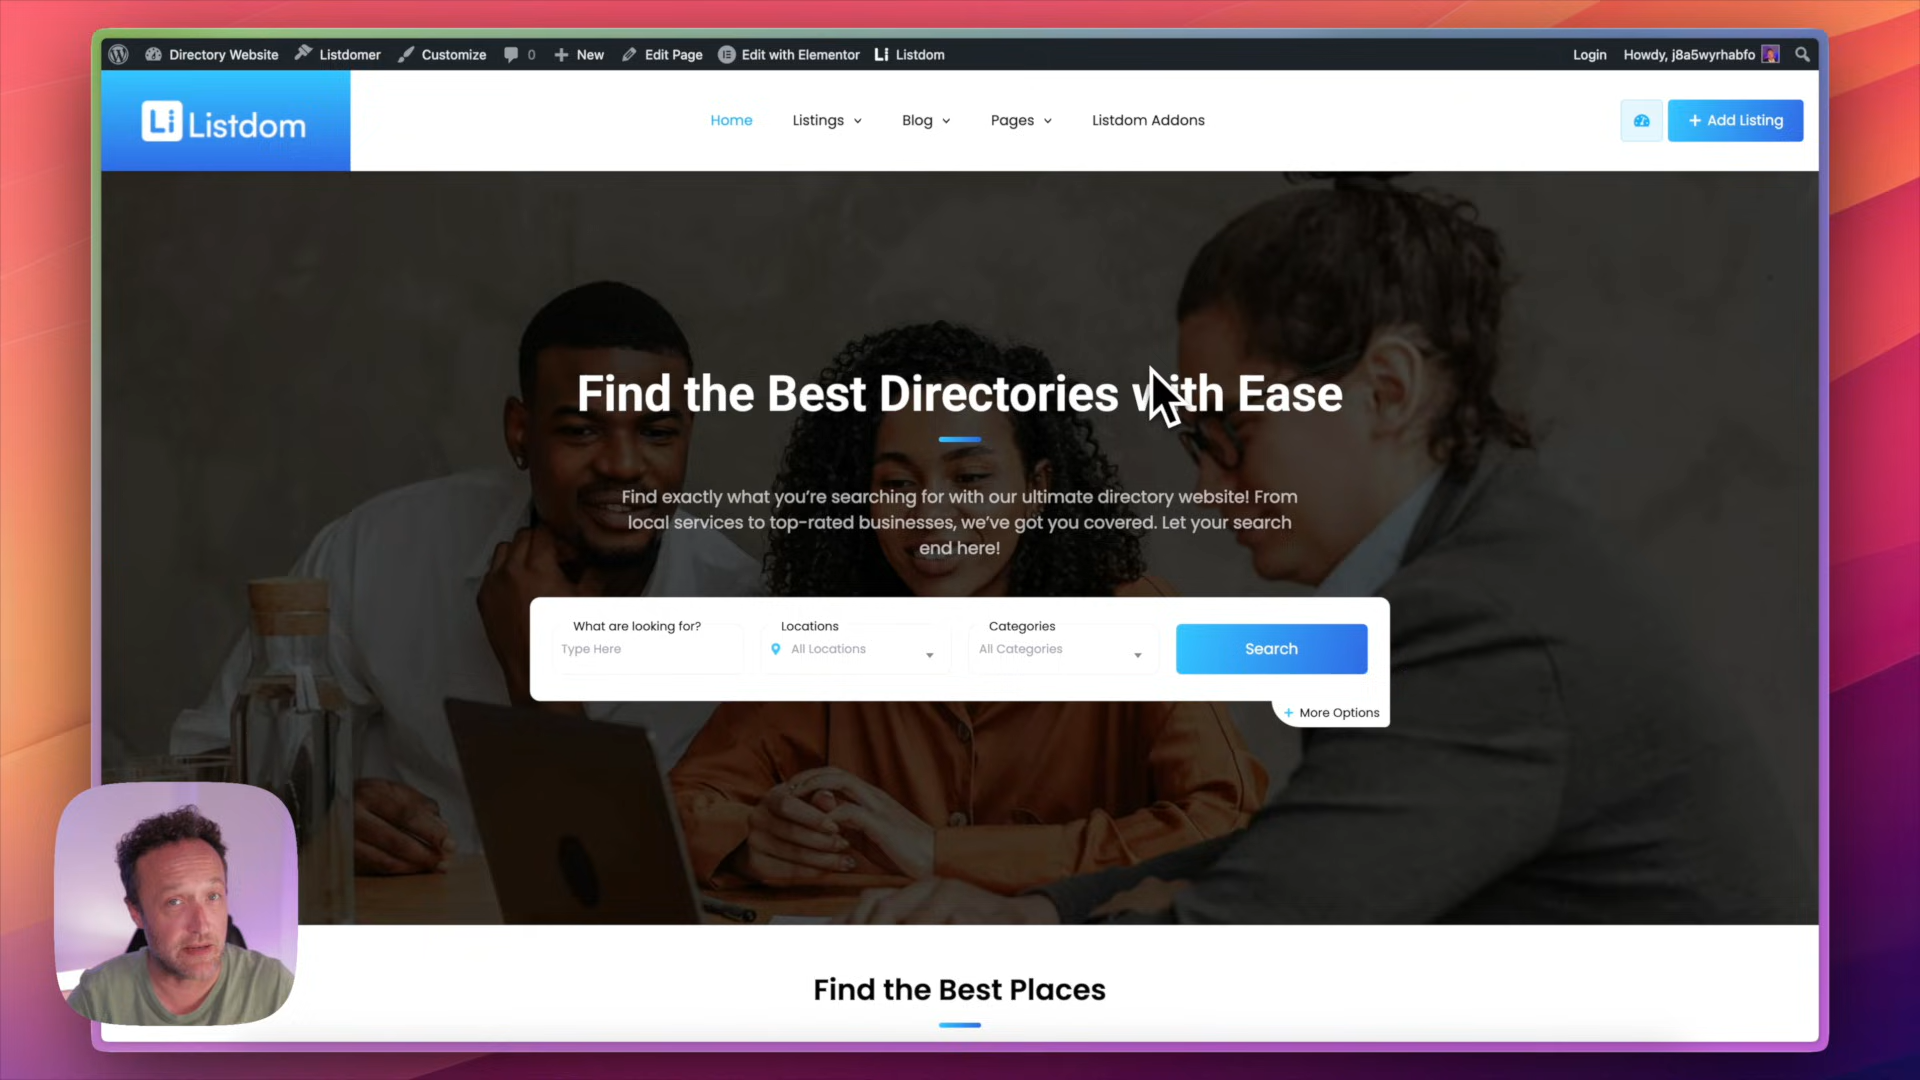 Directory Website
Listdomer
Customize
0
New
Edit Page
Edit with Elementor
Li Listdom
Login
Howdy, j8a5wyrhabfo
Li Listdom
Home
Listings
Blog
Pages
Listdom Addons
+ Add Listing
Find the Best Directories with Ease
Find exactly what you're searching for with our ultimate directory website! From
local services to top-rated businesses, we've got you covered. Let your search
end here!
What are looking for?
Locations
Categories
Type Here
All Locations
All Categories
Search
+ More Options
Find the Best Places